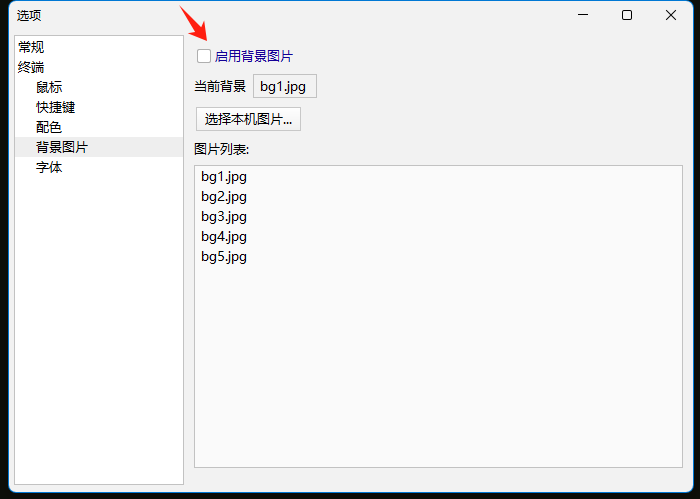 选项
常规
终端
鼠标
快捷键
配色
背景图片
字体
启用背景图片
当前背景 bg1.jpg
选择本机图片...
图片列表:
bg1.jpg
bg2.jpg
bg3.jpg
bg4.jpg
bg5.jpg